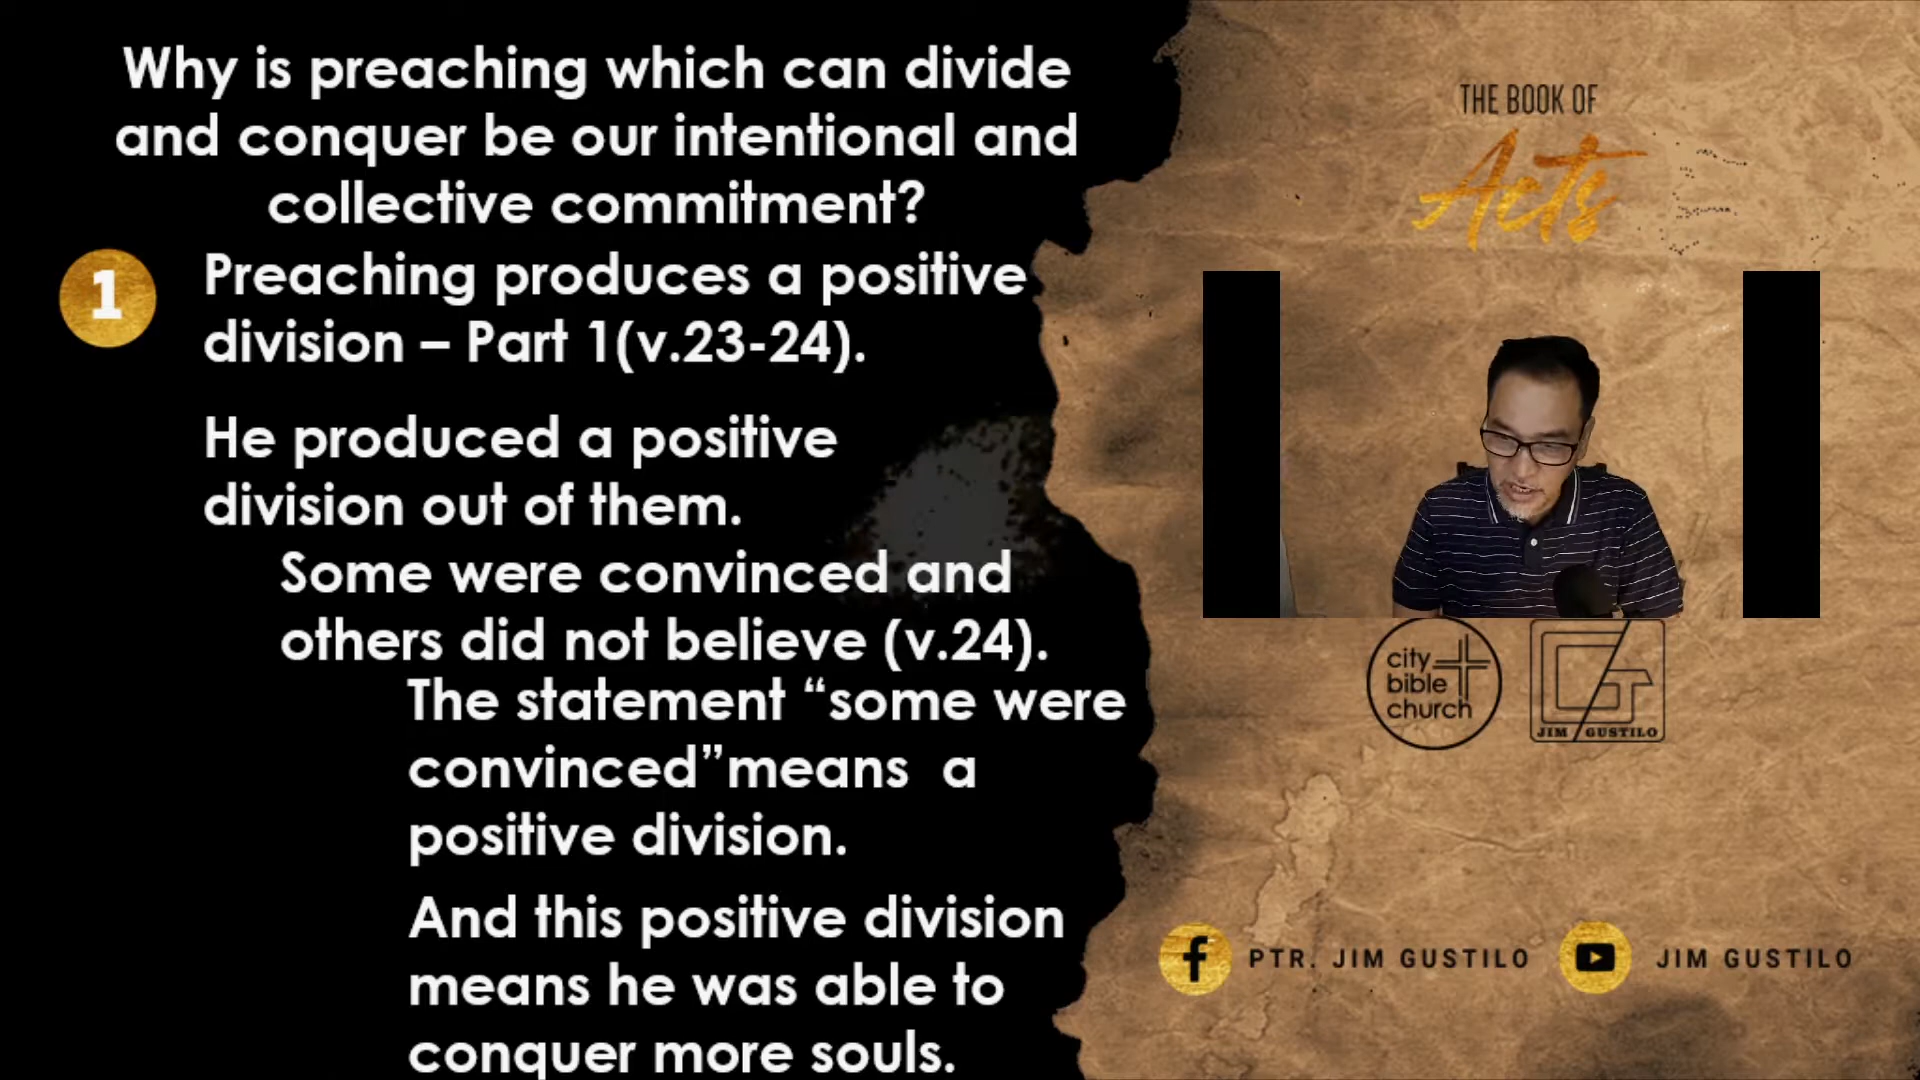 Why is preaching which can divide
and conquer be our intentional and
collective commitment?
1
Preaching produces a positive
division – Part 1(v.23-24).
He produced a positive
division out of them.
Some were convinced and
others did not believe (v.24).
The statement “some were
convinced”means  a
positive division.
And this positive division
means he was able to
conquer more souls.
THE BOOK OF
Acts
city
bible
church
JIM GUSTILO
PTR. JIM GUSTILO
JIM GUSTILO